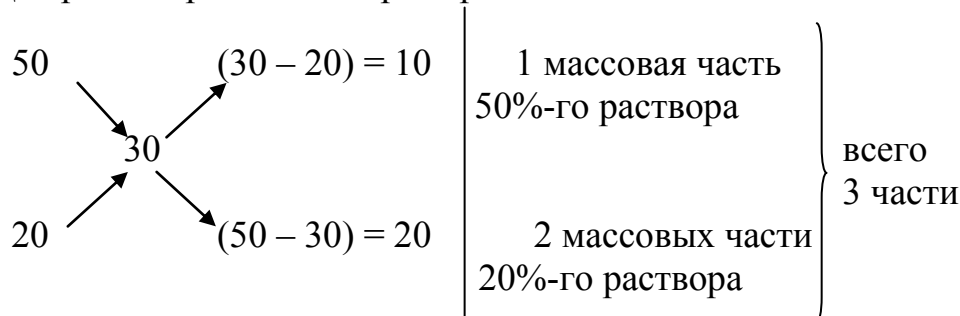 50 (30 – 20) = 10 1 массовая часть
50%-го раствора
30 всего
3 части
20 (50 – 30) = 20 2 массовых части
20%-го раствора